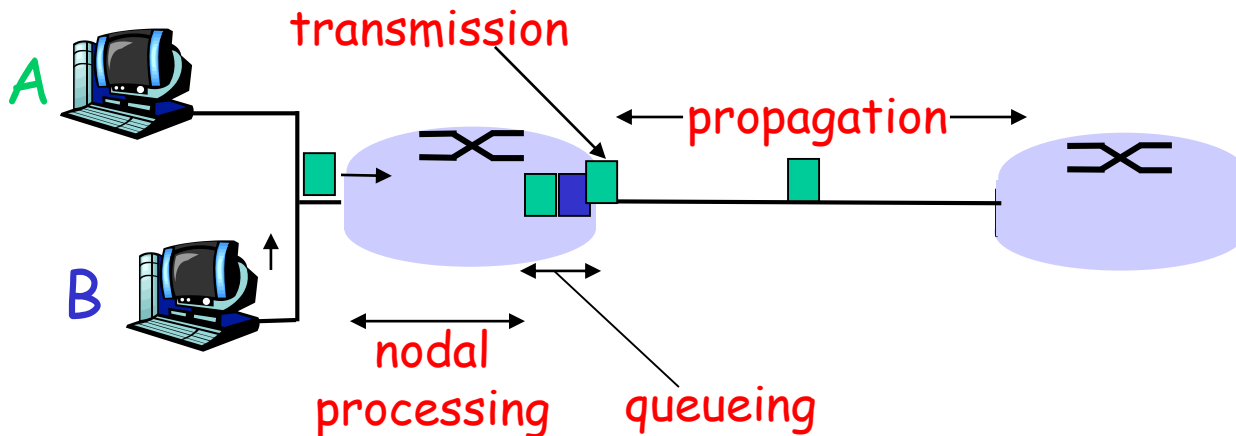 transmission
A
propagation
B
nodal
processing
queueing